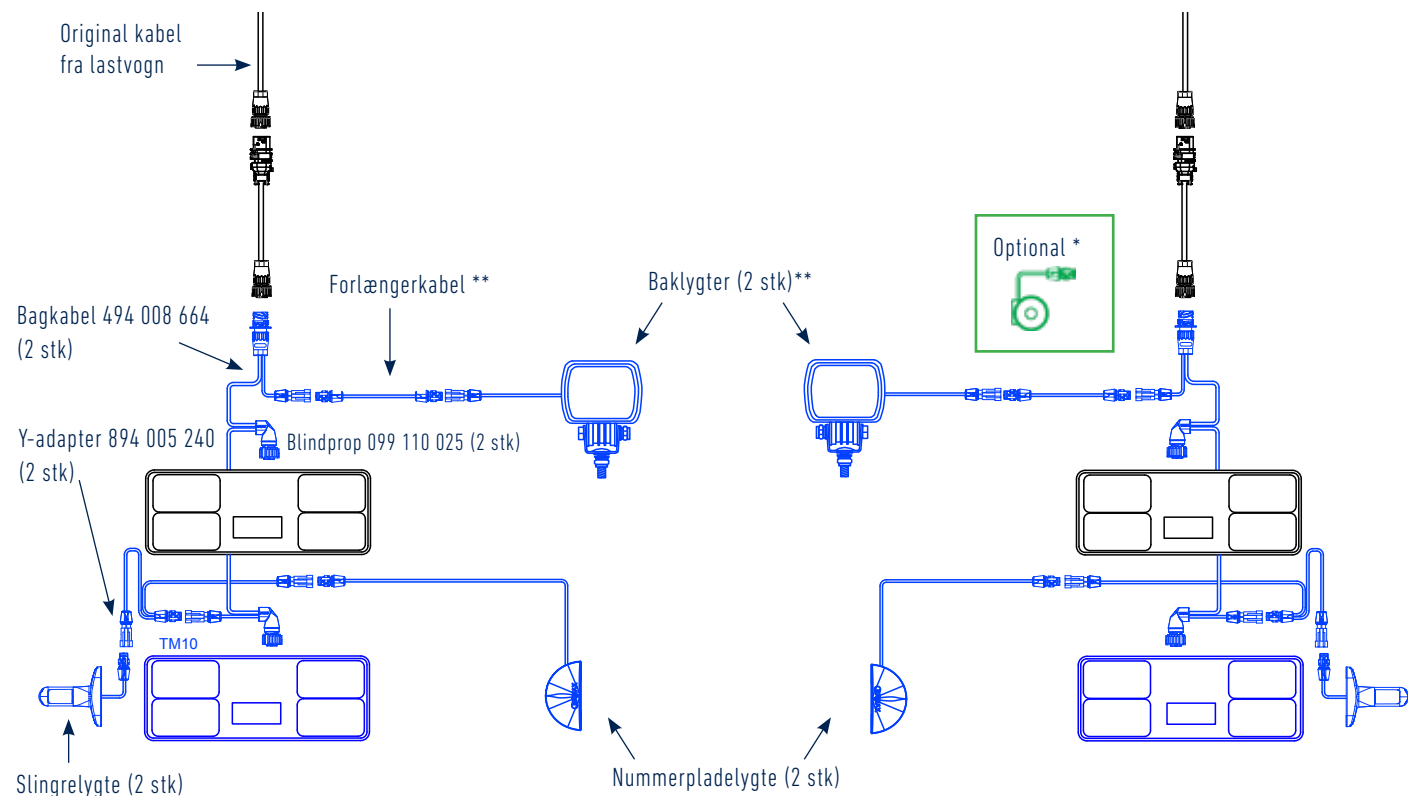 Original kabel
fra lastvogn
Optional *
Forlængerkabel **
Baklygter (2 stk)**
Bagkabel 494 008 664
(2 stk)
Y-adapter 894 005 240
(2 stk)
Blindprop 099 110 025 (2 stk)
TM10
Slingrelygte (2 stk)
Nummerpladelygte (2 stk)